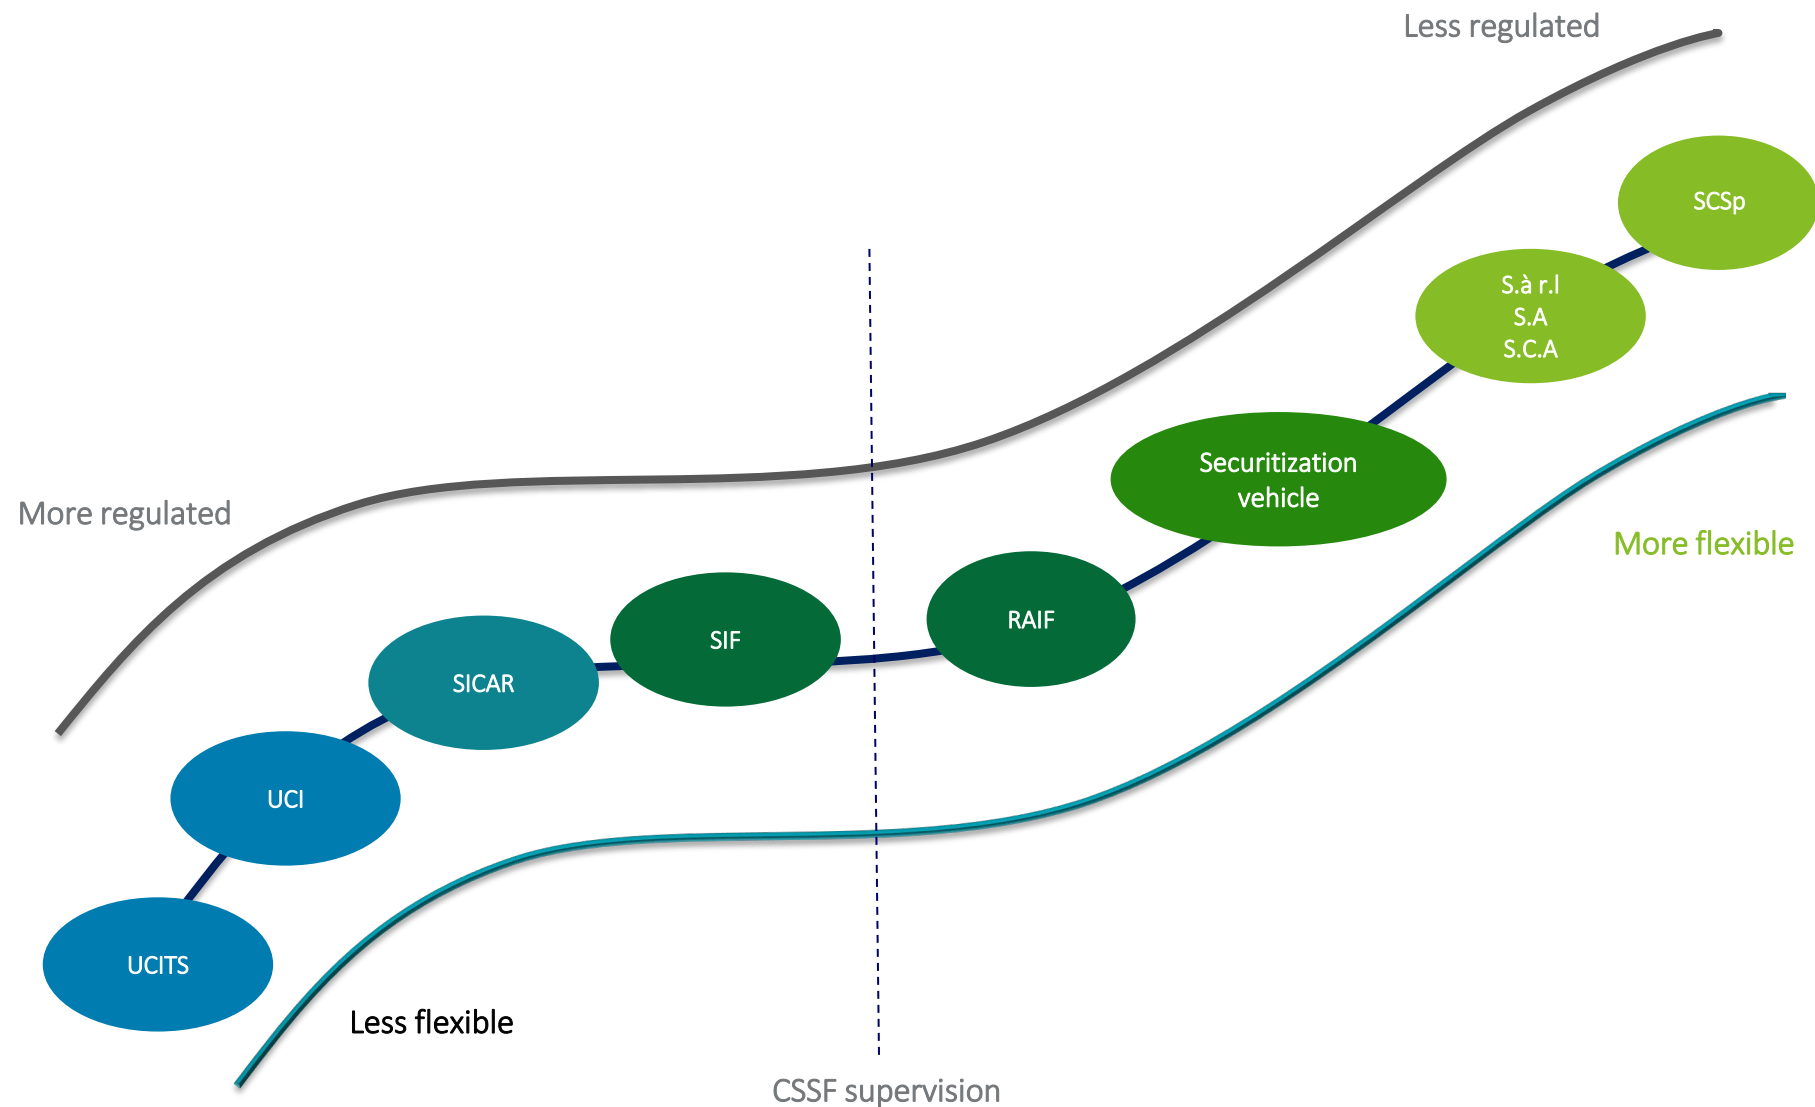 Less regulated
SCSp
S.à r.l
S.A
S.C.A
Securitization
vehicle
More regulated
More flexible
RAIF
SIF
SICAR
UCI
UCITS
Less flexible
CSSF supervision